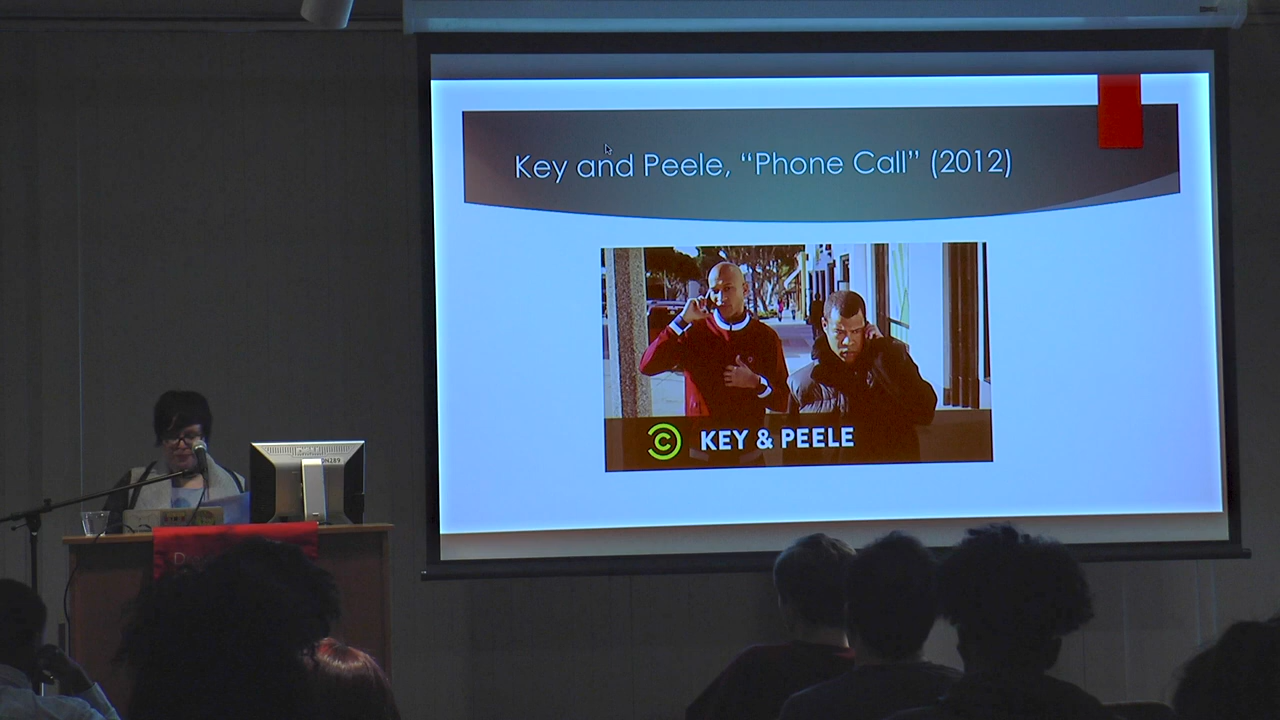 Key and Peele, “Phone Call” (2012)
KEY & PEELE